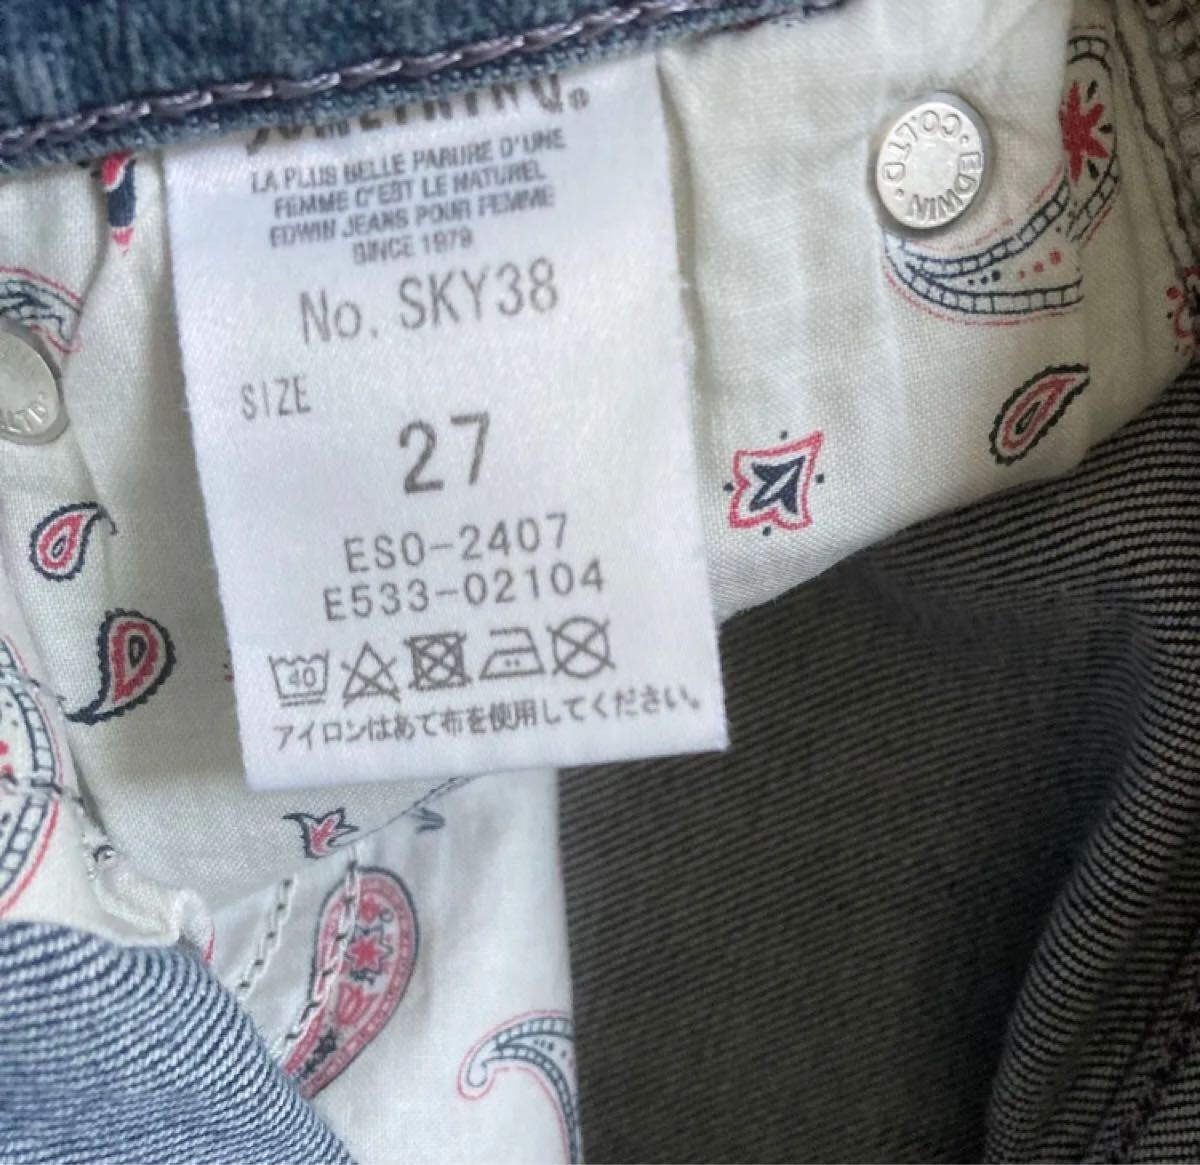 LA PLUS BELLE PARURE D'UNE
FEMME C'EST LE NATUREL
EDWIN JEANS POUR FEMME
SINCE 1979
No. SKY38
SIZE
27
ESO-2407
E533-02104
40
アイロンはあて布を使用してください。
EDWIN CO.LTD.